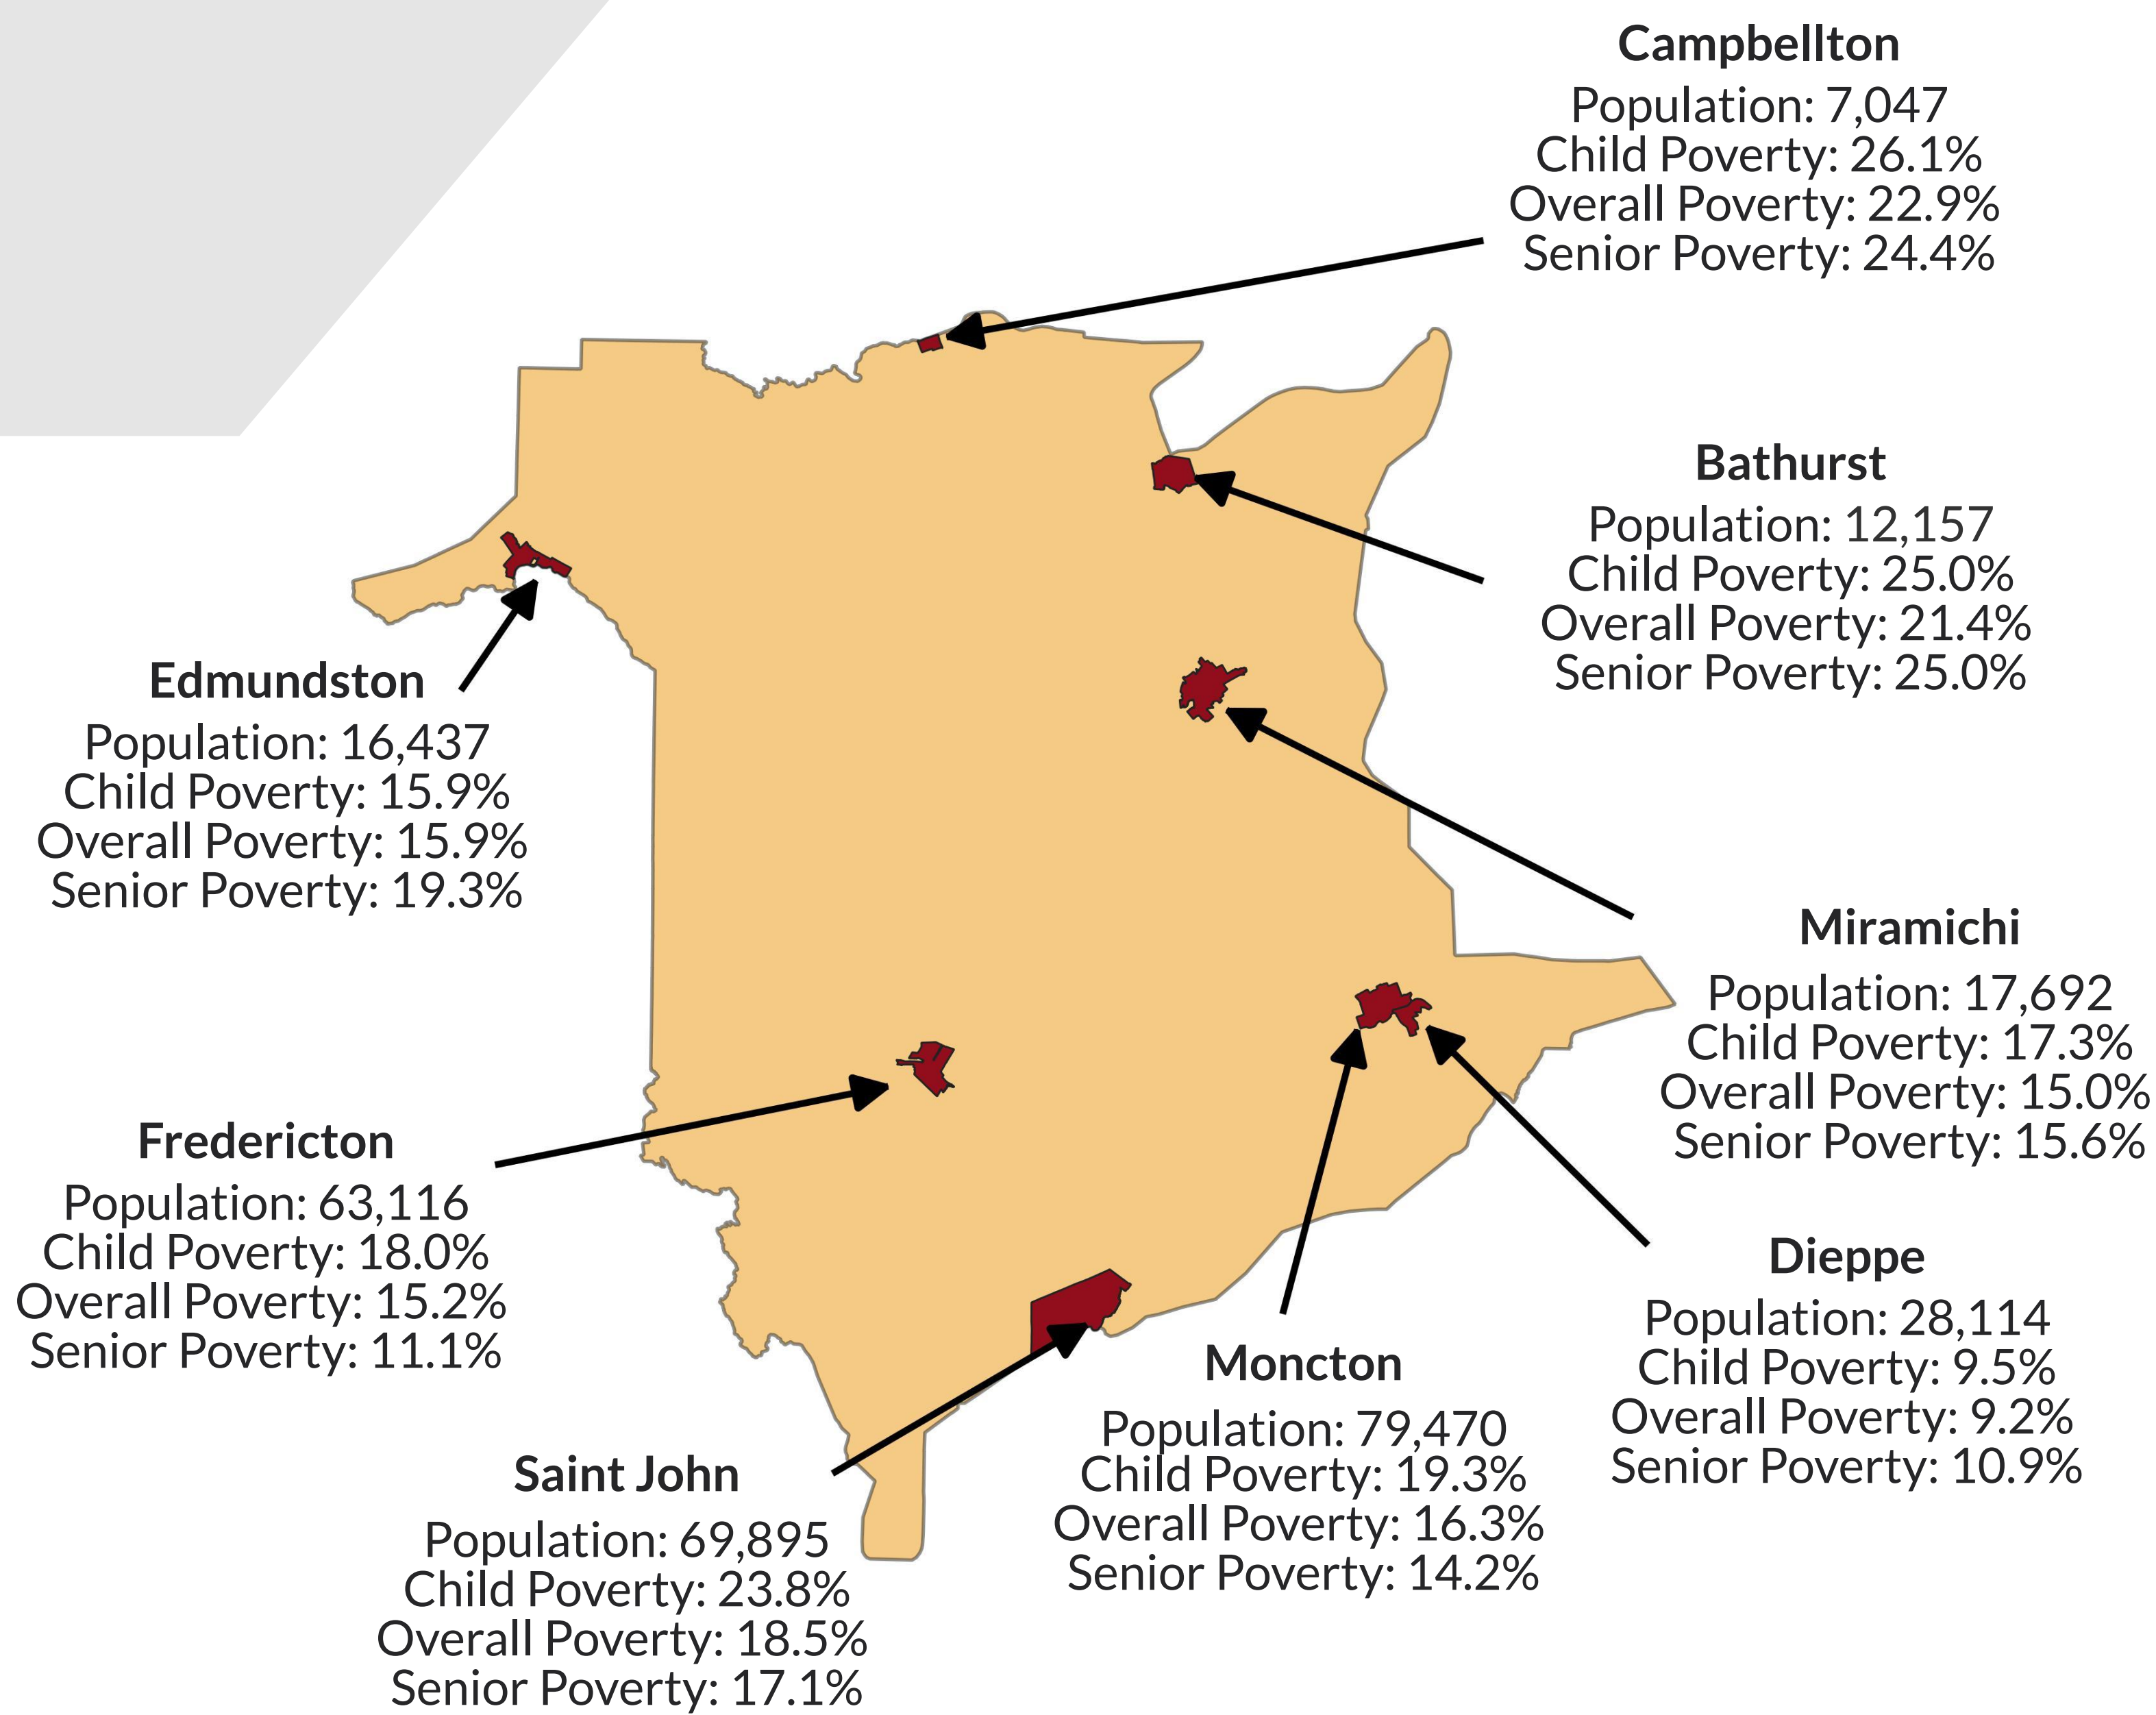 Campbellton
Population: 7,047
Child Poverty: 26.1%
Overall Poverty: 22.9%
Senior Poverty: 24.4%
Bathurst
Population: 12,157
Child Poverty: 25.0%
Overall Poverty: 21.4%
Senior Poverty: 25.0%
Edmundston
Population: 16,437
Child Poverty: 15.9%
Overall Poverty: 15.9%
Senior Poverty: 19.3%
Miramichi
Population: 17,692
Child Poverty: 17.3%
Overall Poverty: 15.0%
Senior Poverty: 15.6%
Fredericton
Population: 63,116
Child Poverty: 18.0%
Overall Poverty: 15.2%
Senior Poverty: 11.1%
Dieppe
Population: 28,114
Child Poverty: 9.5%
Overall Poverty: 9.2%
Senior Poverty: 10.9%
Moncton
Population: 79,470
Child Poverty: 19.3%
Overall Poverty: 16.3%
Senior Poverty: 14.2%
Saint John
Population: 69,895
Child Poverty: 23.8%
Overall Poverty: 18.5%
Senior Poverty: 17.1%